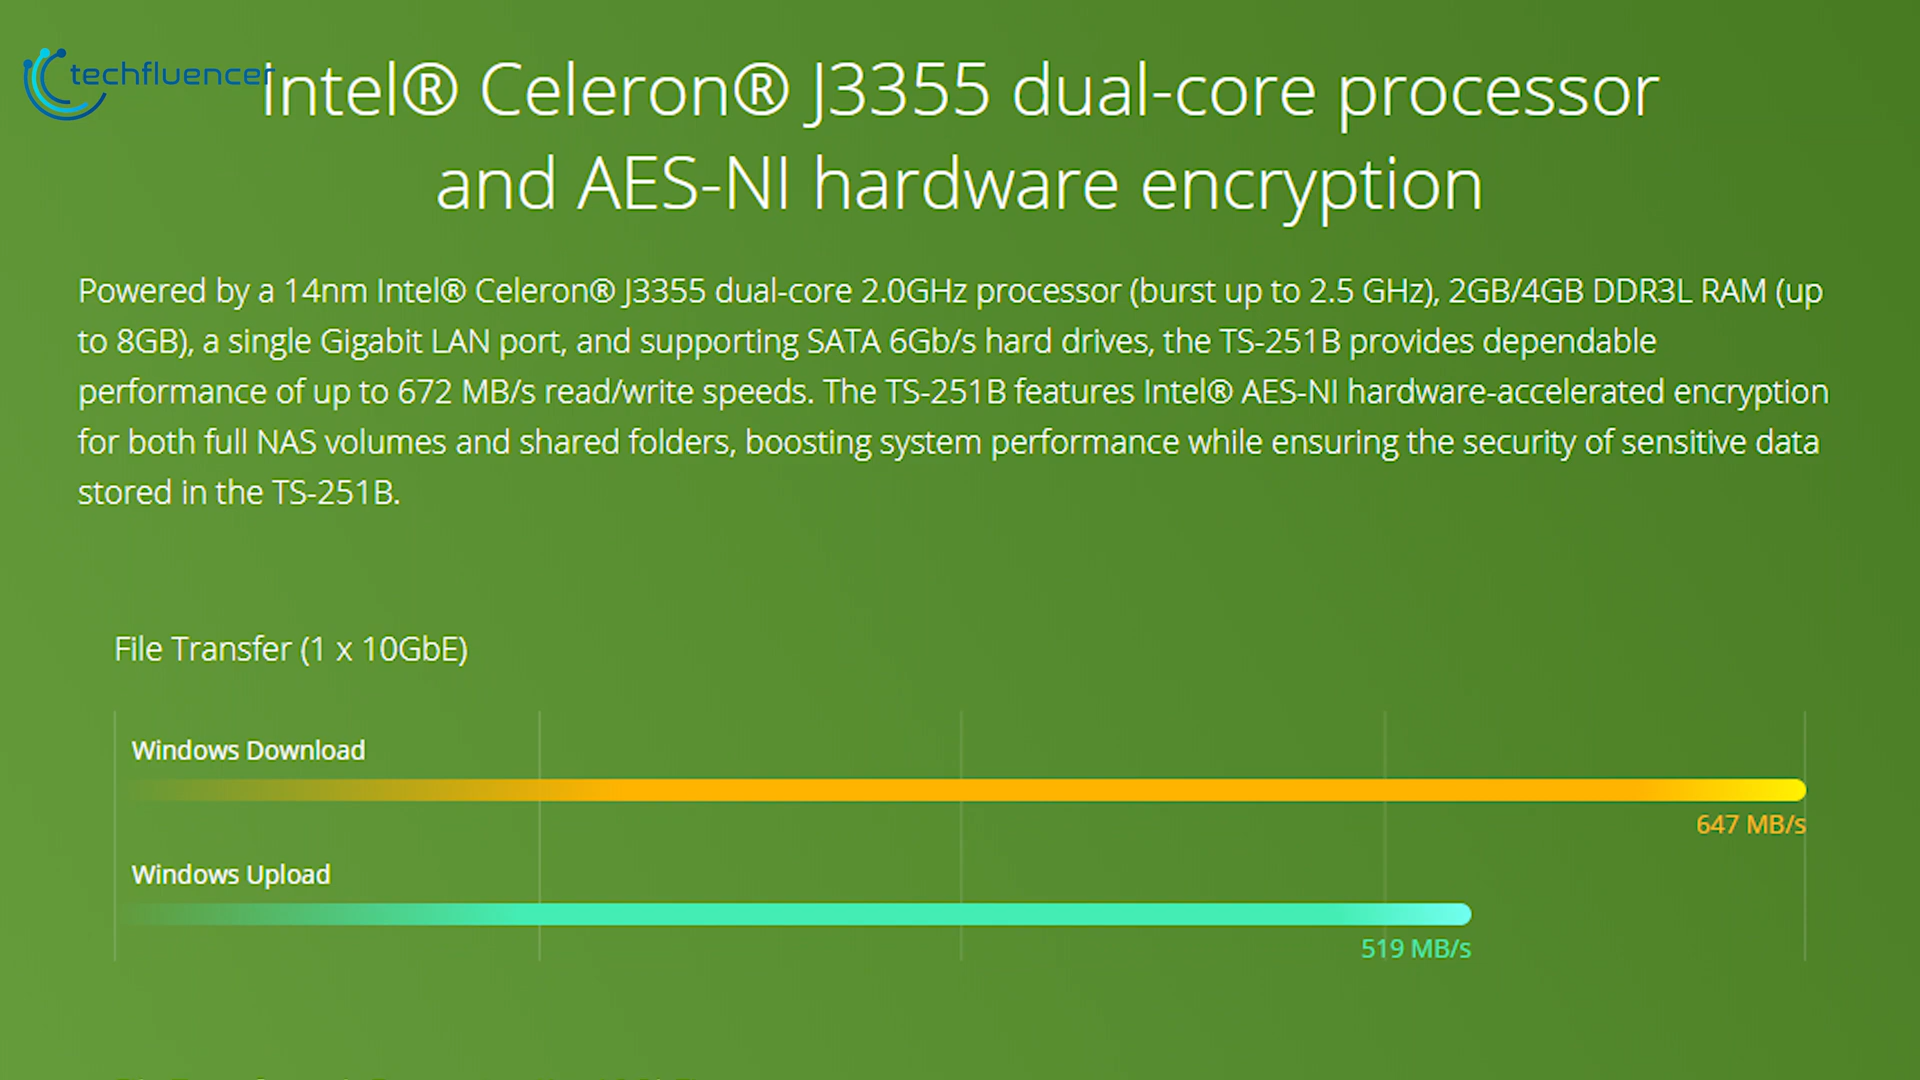 techfluencer
Intel® Celeron® J3355 dual-core processor
and AES-NI hardware encryption
Powered by a 14nm Intel® Celeron® J3355 dual-core 2.0GHz processor (burst up to 2.5 GHz), 2GB/4GB DDR3L RAM (up
to 8GB), a single Gigabit LAN port, and supporting SATA 6Gb/s hard drives, the TS-251B provides dependable
performance of up to 672 MB/s read/write speeds. The TS-251B features Intel® AES-NI hardware-accelerated encryption
for both full NAS volumes and shared folders, boosting system performance while ensuring the security of sensitive data
stored in the TS-251B.
File Transfer (1 x 10GbE)
Windows Download
647 MB/s
Windows Upload
519 MB/s